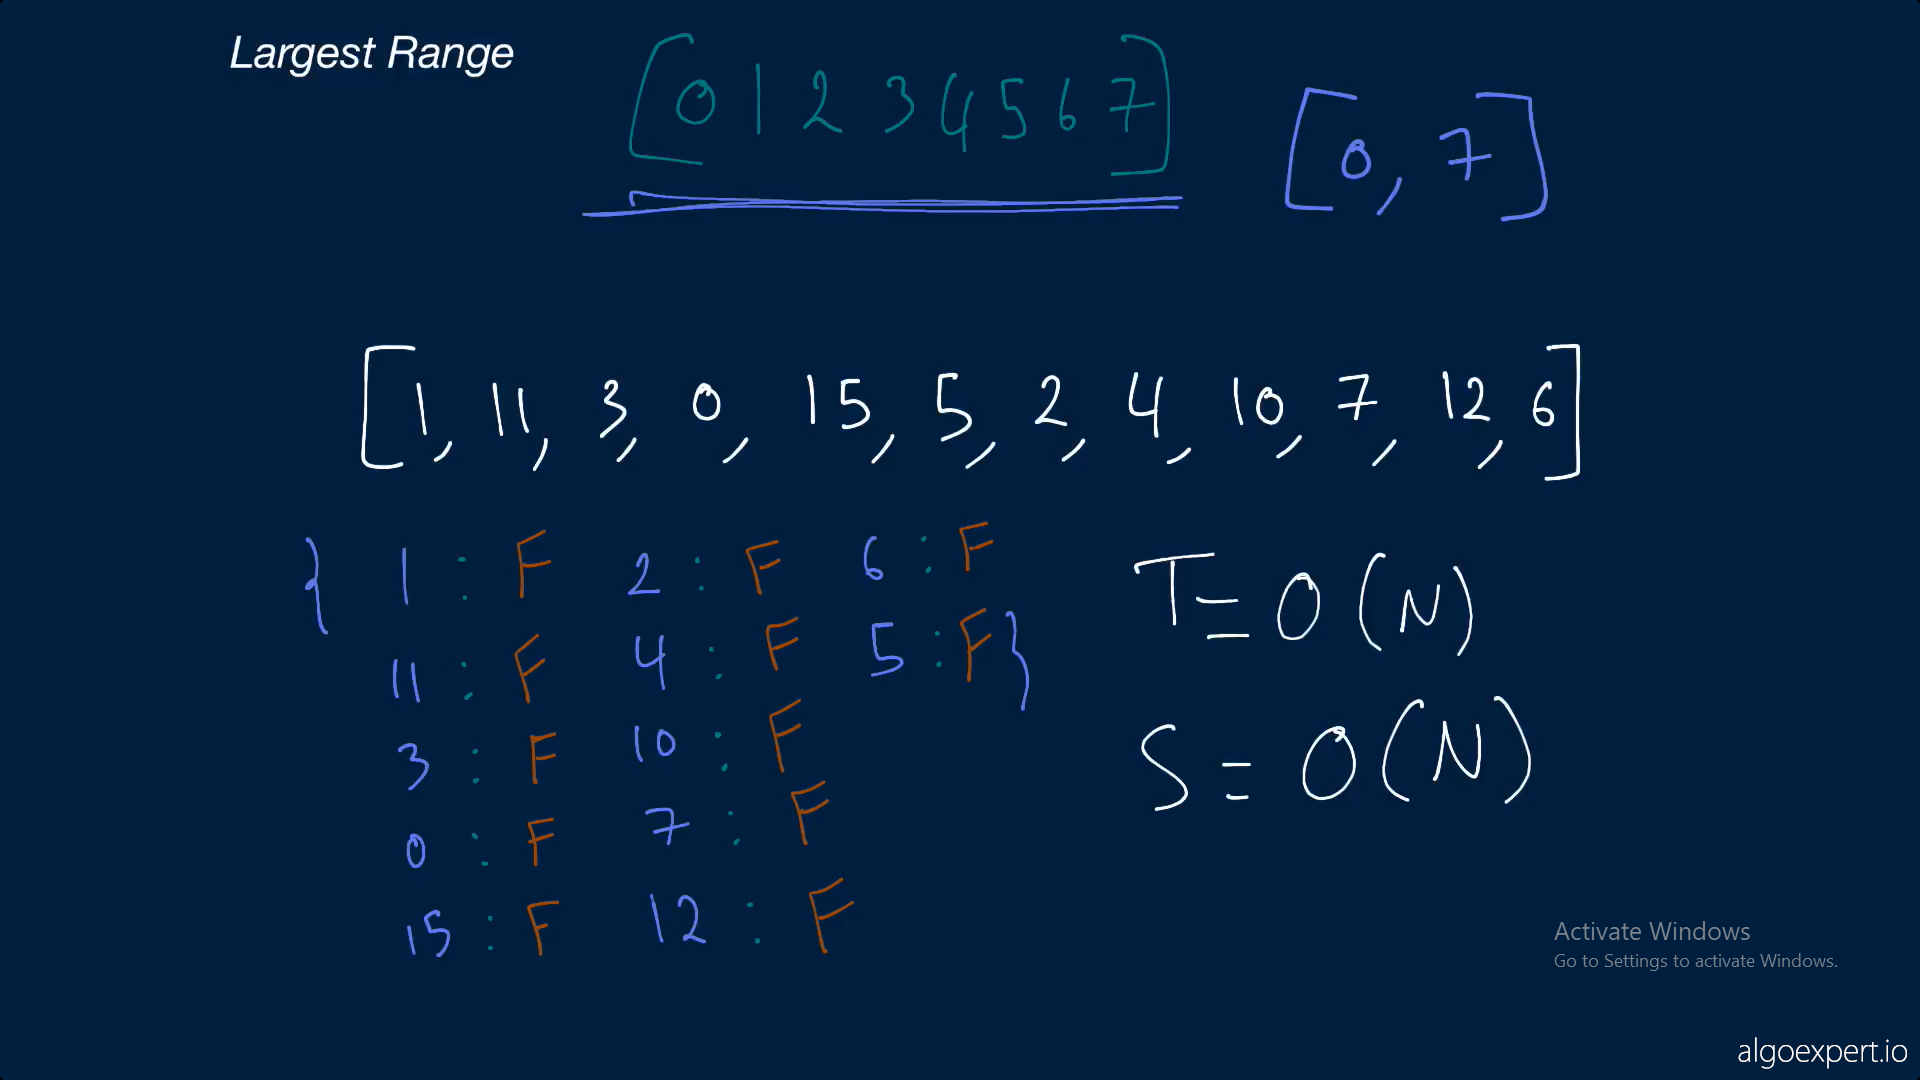 Largest Range
[0 1 2 3 4 5 6 7]
[0, 7]
[1, 11, 3, 0, 15, 5, 2, 4, 10, 7, 12, 6]
{ 1 : F 2 : F 6 : F
11 : F 4 : F 5 : F }
3 : F 10 : F
0 : F 7 : F
15 : F 12 : F
T = O(N)
S = O(N)
Activate Windows
Go to Settings to activate Windows.
algoexpert.io